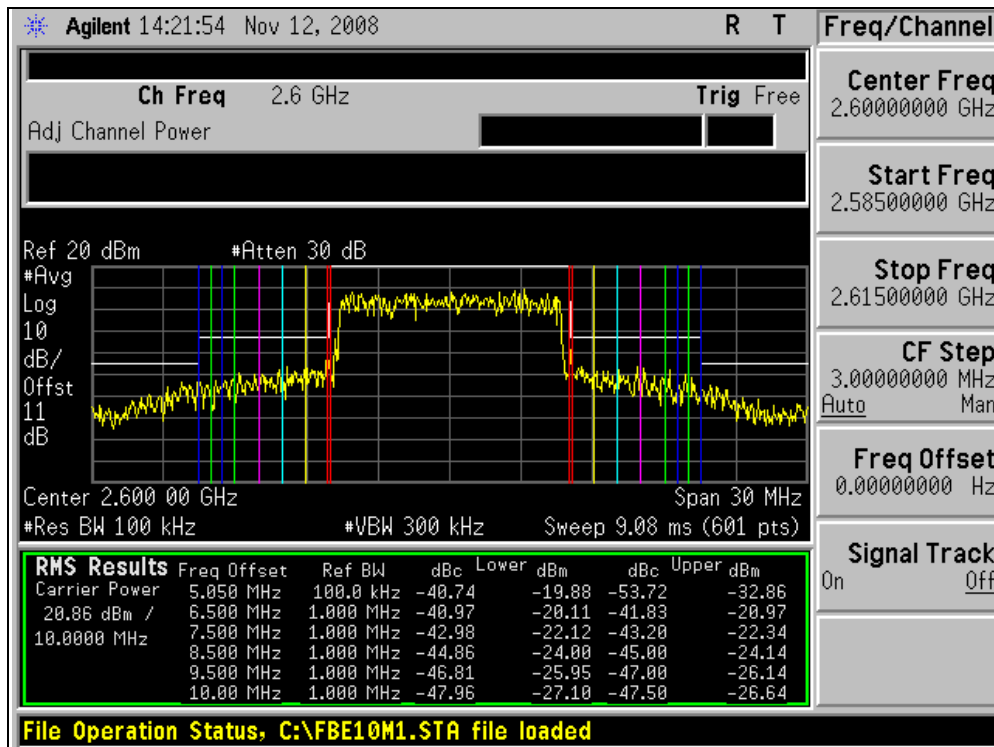 Agilent 14:21:54 Nov 12, 2008 R T
Freq/Channel
Ch Freq 2.6 GHz Trig Free
Adj Channel Power
Center Freq
2.60000000 GHz
Start Freq
2.58500000 GHz
Stop Freq
2.61500000 GHz
CF Step
3.00000000 MHz
Auto Man
Freq Offset
0.00000000 Hz
Signal Track
On Off
Ref 20 dBm #Atten 30 dB
#Avg
Log
10
dB/
Offst
11
dB
Center 2.600 00 GHz Span 30 MHz
#Res BW 100 kHz #VBW 300 kHz Sweep 9.08 ms (601 pts)
RMS Results Freq Offset Ref BW dBc Lower dBm dBc Upper dBm
Carrier Power 5.050 MHz 100.0 kHz -40.74 -19.88 -53.72 -32.86
20.86 dBm / 6.500 MHz 1.000 MHz -40.97 -20.11 -41.83 -20.97
10.0000 MHz 7.500 MHz 1.000 MHz -42.98 -22.12 -43.20 -22.34
8.500 MHz 1.000 MHz -44.86 -24.00 -45.00 -24.14
9.500 MHz 1.000 MHz -46.81 -25.95 -47.00 -26.14
10.00 MHz 1.000 MHz -47.96 -27.10 -47.50 -26.64
File Operation Status, C:\FBE10M1.STA file loaded